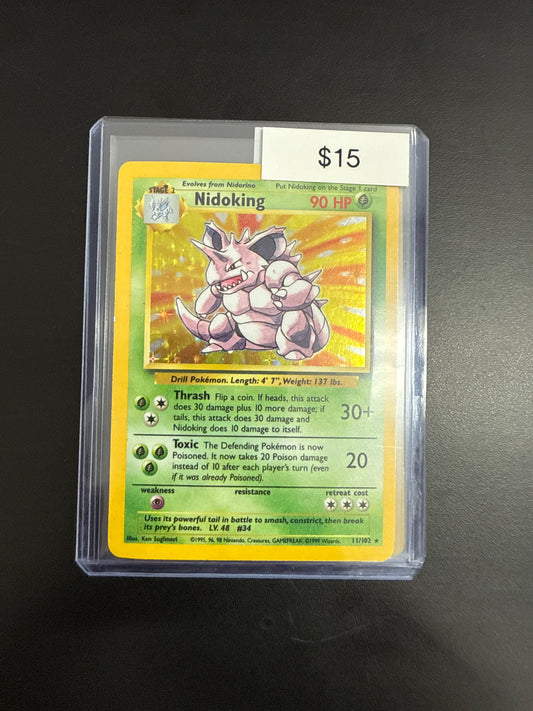 $15
Evolves from Nidorino
Put Nidoking on the Stage 1 card
STAGE 2
Nidoking
90 HP
Drill Pokémon. Length: 4' 7", Weight: 137 lbs.
Thrash Flip a coin. If heads, this attack
does 30 damage plus 10 more damage; if
tails, this attack does 30 damage and
Nidoking does 10 damage to itself.
30+
Toxic The Defending Pokémon is now
Poisoned. It now takes 20 Poison damage
instead of 10 after each player's turn (even
if it was already Poisoned).
20
weakness
resistance
retreat cost
Uses its powerful tail in battle to smash, constrict, then break
its prey's bones. LV. 48 #34
Illus. Ken Sugimori
©1995, 96, 98 Nintendo, Creatures, GAMEFREAK. ©1999 Wizards.
11/102 ★